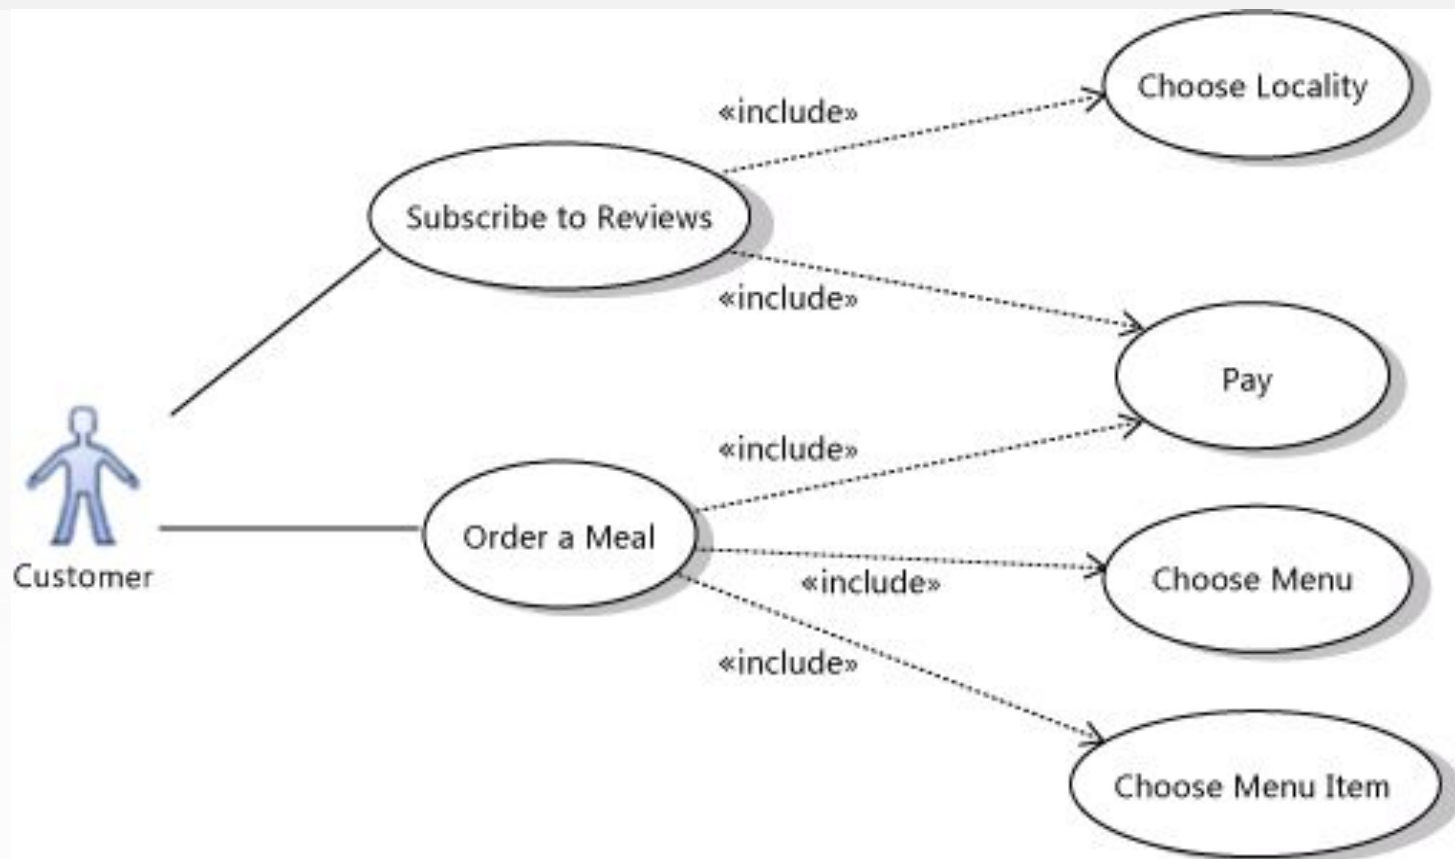 Choose Locality
«include»
Subscribe to Reviews
«include»
Pay
«include»
Order a Meal
Customer
«include»
Choose Menu
«include»
Choose Menu Item